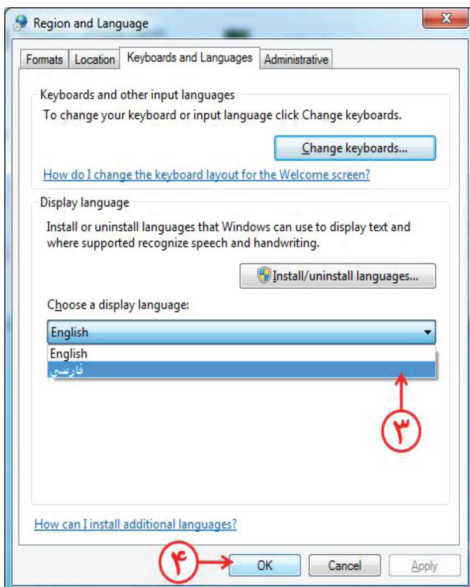 Region and Language
Formats Location Keyboards and Languages Administrative
Keyboards and other input languages
To change your keyboard or input language click Change keyboards.
Change keyboards...
How do I change the keyboard layout for the Welcome screen?
Display language
Install or uninstall languages that Windows can use to display text and
where supported recognize speech and handwriting.
Install/uninstall languages...
Choose a display language:
English
English
فارسی
۳
How can I install additional languages?
۴ OK Cancel Apply